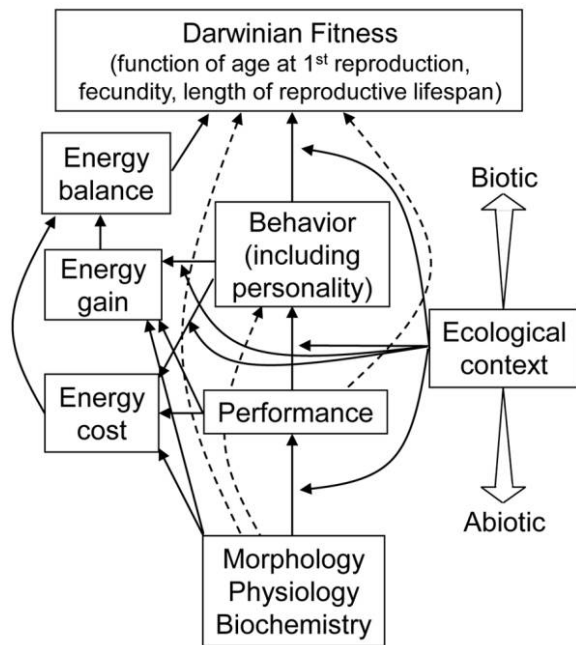 Darwinian Fitness
(function of age at 1st reproduction,
fecundity, length of reproductive lifespan)
Energy
balance
Biotic
Behavior
(including
personality)
Energy
gain
Ecological
context
Energy
cost
Performance
Abiotic
Morphology
Physiology
Biochemistry